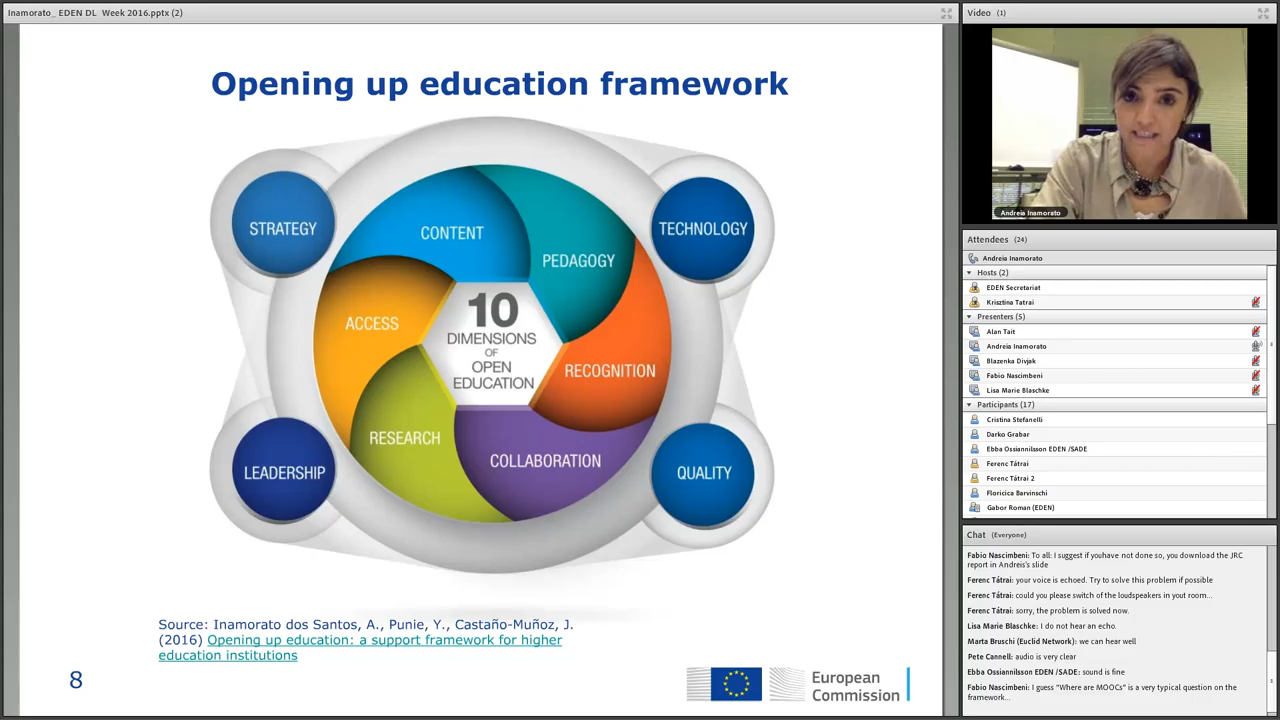 Inamorato_ EDEN DL Week 2016.pptx (2)
Opening up education framework
STRATEGY
CONTENT
PEDAGOGY
TECHNOLOGY
ACCESS
10
DIMENSIONS
OF
OPEN
EDUCATION
RECOGNITION
RESEARCH
COLLABORATION
LEADERSHIP
QUALITY
Source: Inamorato dos Santos, A., Punie, Y., Castaño-Muñoz, J.
(2016) Opening up education: a support framework for higher
education institutions
8
European
Commission
Video (1)
Andreia Inamorato
Attendees (24)
Andreia Inamorato
Hosts (2)
EDEN Secretariat
Krisztina Tatrai
Presenters (5)
Alan Tait
Andreia Inamorato
Blazenka Divjak
Fabio Nascimbeni
Lisa Marie Blaschke
Participants (17)
Cristina Stefanelli
Darko Grabar
Ebba Ossiannilsson EDEN /SADE
Ferenc Tátrai
Ferenc Tátrai 2
Floricica Barvinschi
Gabor Roman (EDEN)
Chat (Everyone)
Fabio Nascimbeni: To all: I suggest if youhave not done so, you download the JRC
report in Andreis's slide
Ferenc Tátrai: your voice is echoed. Try to solve this problem if possible
Ferenc Tátrai: could you please switch of the loudspeakers in yout room...
Ferenc Tátrai: sorry, the problem is solved now.
Lisa Marie Blaschke: I do not hear an echo.
Marta Bruschi (Euclid Network): we can hear well
Pete Cannell: audio is very clear
Ebba Ossiannilsson EDEN /SADE: sound is fine
Fabio Nascimbeni: I guess "Where are MOOCs" is a very typical question on the
framework...